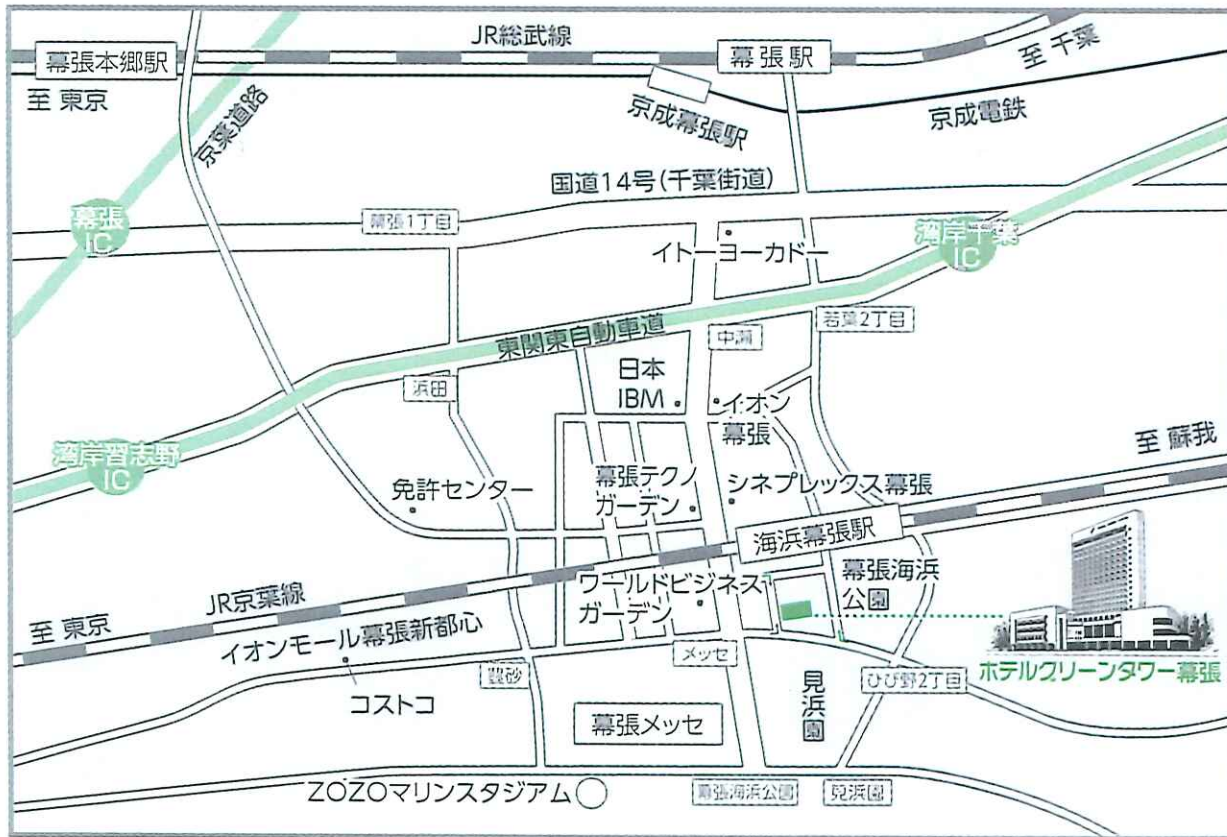 JR総武線
幕張本郷駅
幕張駅
至 千葉
至 東京
京成幕張駅
京成電鉄
京葉道路
国道14号(千葉街道)
幕張
IC
幕張1丁目
イトーヨーカドー
湾岸千葉
IC
東関東自動車道
中瀬
若葉2丁目
浜田
日本
IBM
イオン
幕張
至 蘇我
湾岸習志野
IC
免許センター
幕張テクノ
ガーデン
シネプレックス幕張
海浜幕張駅
幕張海浜
公園
JR京葉線
至 東京
ワールドビジネス
ガーデン
イオンモール幕張新都心
メッセ
豊砂
コストコ
見浜園
ひび野2丁目
ホテルグリーンタワー幕張
幕張メッセ
ZOZOマリンスタジアム
幕張海浜公園
見浜園